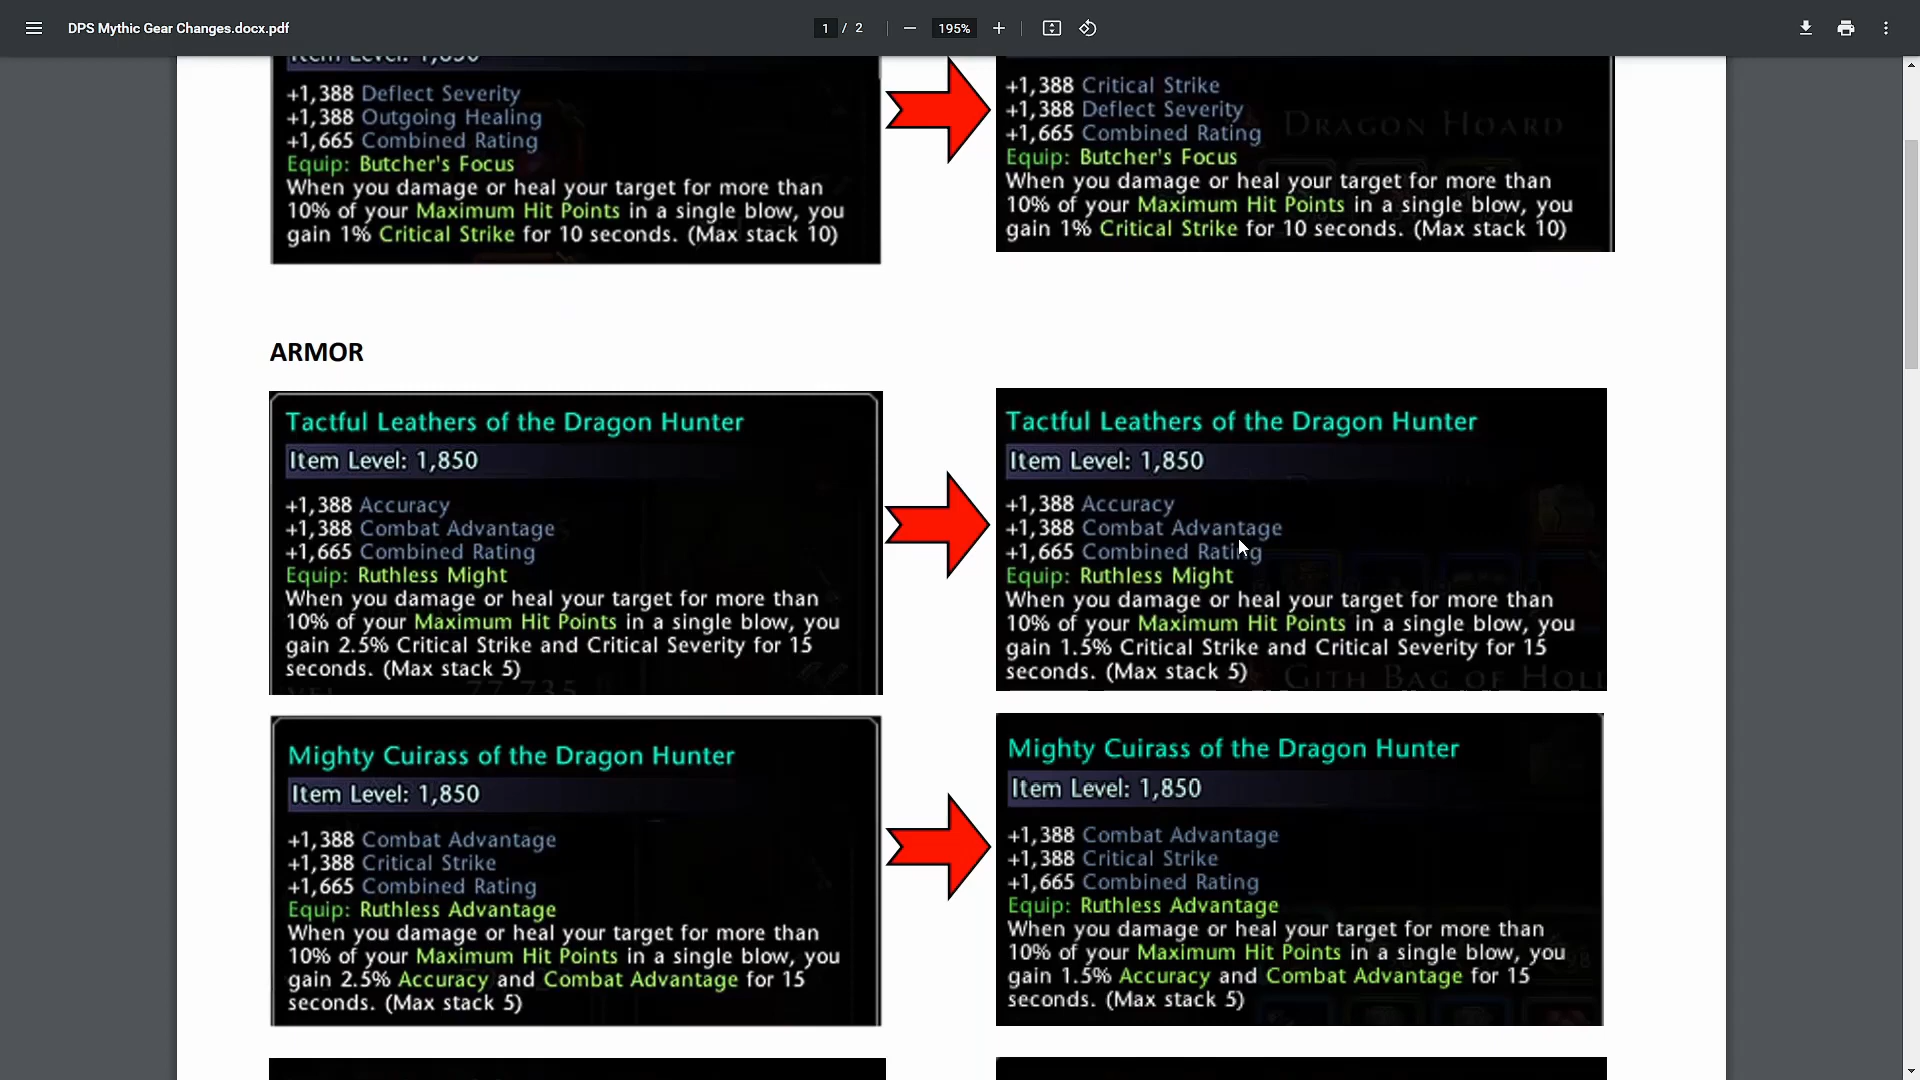 DPS Mythic Gear Changes.docx.pdf
1 / 2
195%
Item Level: 1,850
+1,388 Deflect Severity
+1,388 Outgoing Healing
+1,665 Combined Rating
Equip: Butcher's Focus
When you damage or heal your target for more than
10% of your Maximum Hit Points in a single blow, you
gain 1% Critical Strike for 10 seconds. (Max stack 10)
+1,388 Critical Strike
+1,388 Deflect Severity
+1,665 Combined Rating
Equip: Butcher's Focus
When you damage or heal your target for more than
10% of your Maximum Hit Points in a single blow, you
gain 1% Critical Strike for 10 seconds. (Max stack 10)
Dragon Hoard
ARMOR
Tactful Leathers of the Dragon Hunter
Item Level: 1,850
+1,388 Accuracy
+1,388 Combat Advantage
+1,665 Combined Rating
Equip: Ruthless Might
When you damage or heal your target for more than
10% of your Maximum Hit Points in a single blow, you
gain 2.5% Critical Strike and Critical Severity for 15
seconds. (Max stack 5)
77,735
Tactful Leathers of the Dragon Hunter
Item Level: 1,850
+1,388 Accuracy
+1,388 Combat Advantage
+1,665 Combined Rating
Equip: Ruthless Might
When you damage or heal your target for more than
10% of your Maximum Hit Points in a single blow, you
gain 1.5% Critical Strike and Critical Severity for 15
seconds. (Max stack 5)
Gith Bag of Holi
Mighty Cuirass of the Dragon Hunter
Item Level: 1,850
+1,388 Combat Advantage
+1,388 Critical Strike
+1,665 Combined Rating
Equip: Ruthless Advantage
When you damage or heal your target for more than
10% of your Maximum Hit Points in a single blow, you
gain 2.5% Accuracy and Combat Advantage for 15
seconds. (Max stack 5)
Mighty Cuirass of the Dragon Hunter
Item Level: 1,850
+1,388 Combat Advantage
+1,388 Critical Strike
+1,665 Combined Rating
Equip: Ruthless Advantage
When you damage or heal your target for more than
10% of your Maximum Hit Points in a single blow, you
gain 1.5% Accuracy and Combat Advantage for 15
seconds. (Max stack 5)